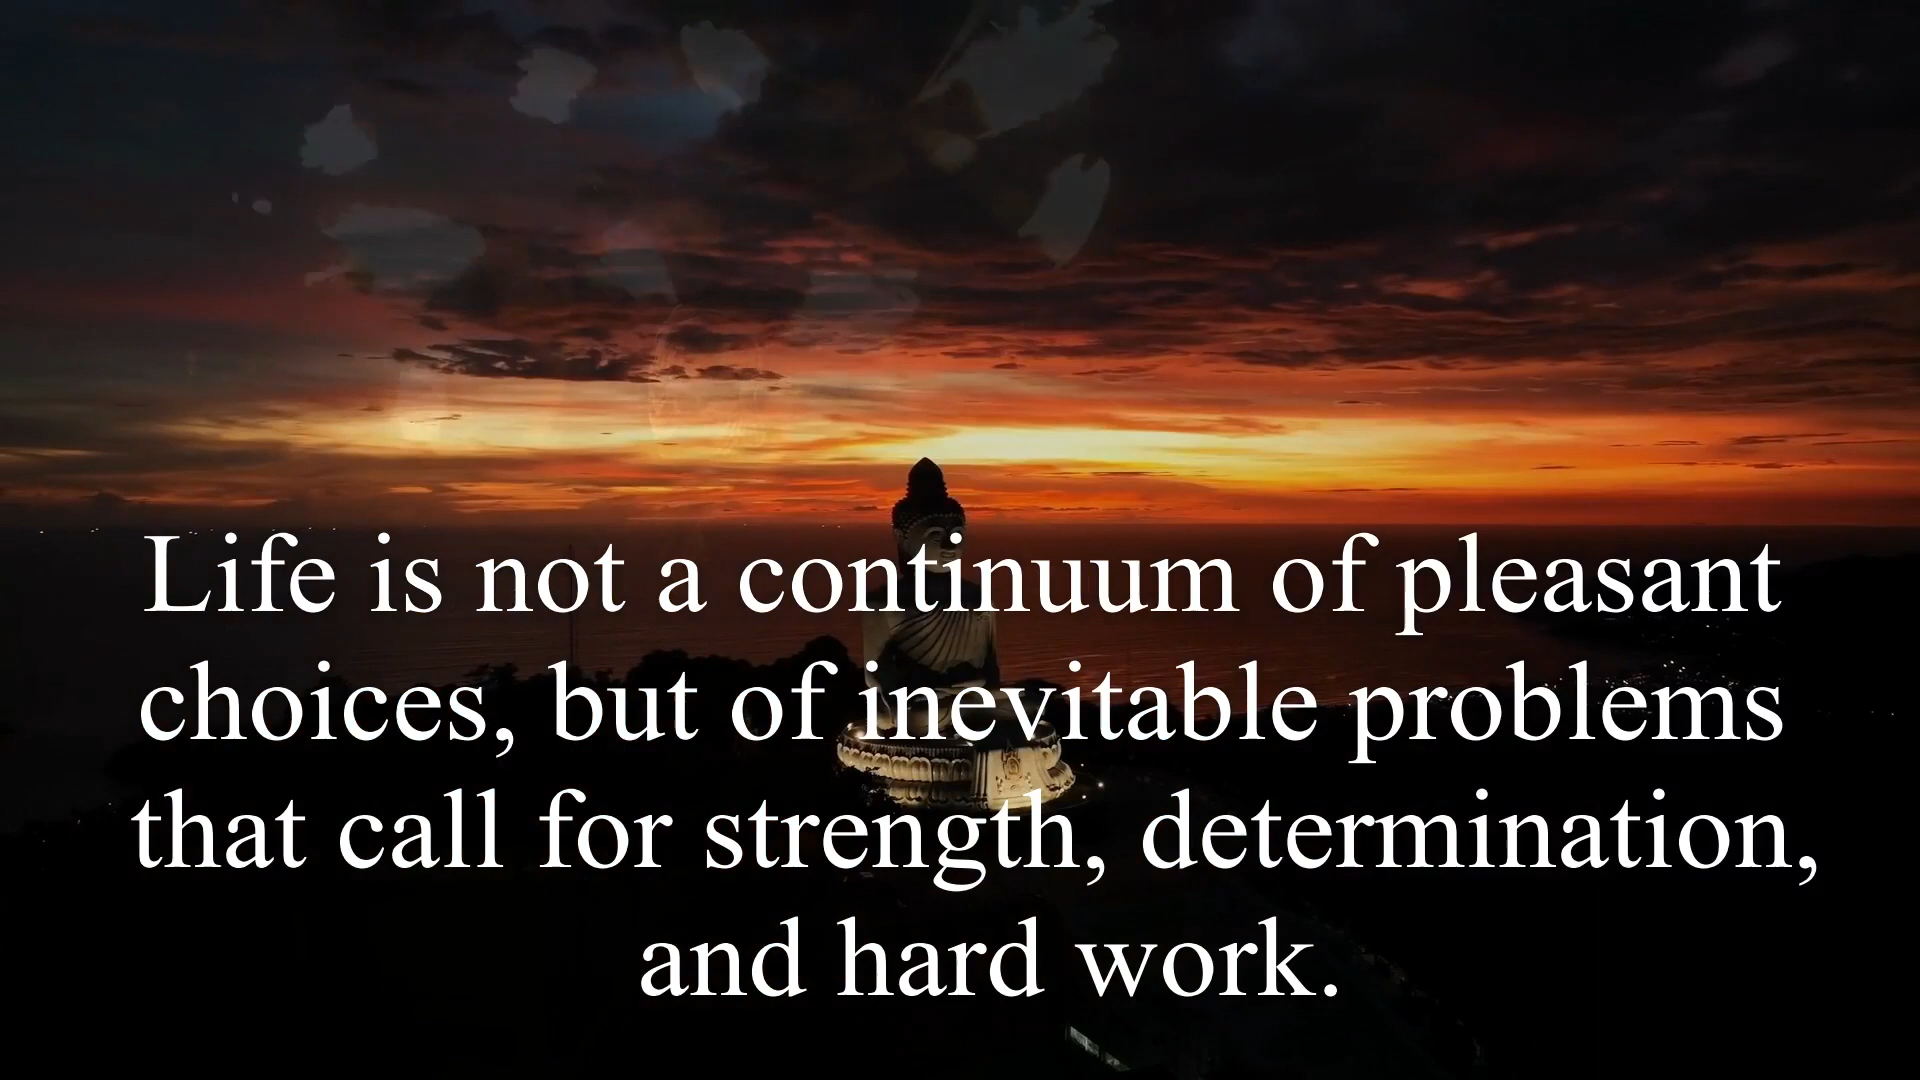 Life is not a continuum of pleasant
choices, but of inevitable problems
that call for strength, determination,
and hard work.